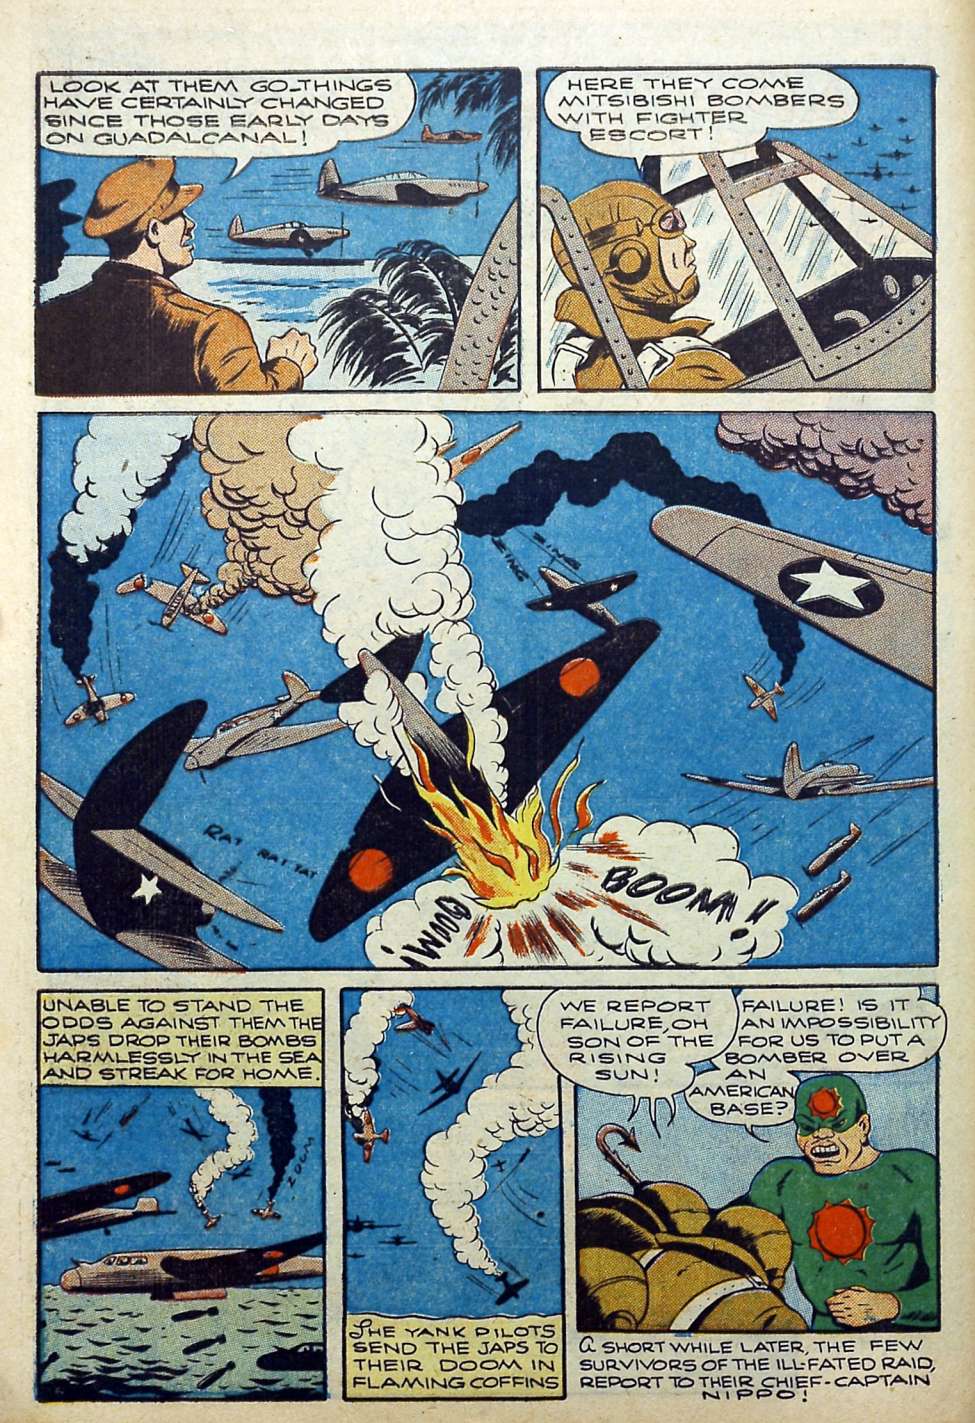 LOOK AT THEM GO-THINGS
HAVE CERTAINLY CHANGED
SINCE THOSE EARLY DAYS
ON GUADALCANAL!
HERE THEY COME
MITSIBISHI BOMBERS
WITH FIGHTER
ESCORT!
ZING
ZING
RAT RAT TAT
WOOM!
BOOM!!
UNABLE TO STAND THE
ODDS AGAINST THEM THE
JAPS DROP THEIR BOMBS
HARMLESSLY IN THE SEA
AND STREAK FOR HOME.
ZOOM
THE YANK PILOTS
SEND THE JAPS TO
THEIR DOOM IN
FLAMING COFFINS
WE REPORT
FAILURE, OH
SON OF THE
RISING
SUN!
FAILURE! IS IT
AN IMPOSSIBILITY
FOR US TO PUT A
BOMBER OVER
AN
AMERICAN
BASE?
A SHORT WHILE LATER, THE FEW
SURVIVORS OF THE ILL-FATED RAID,
REPORT TO THEIR CHIEF-CAPTAIN
NIPPO!